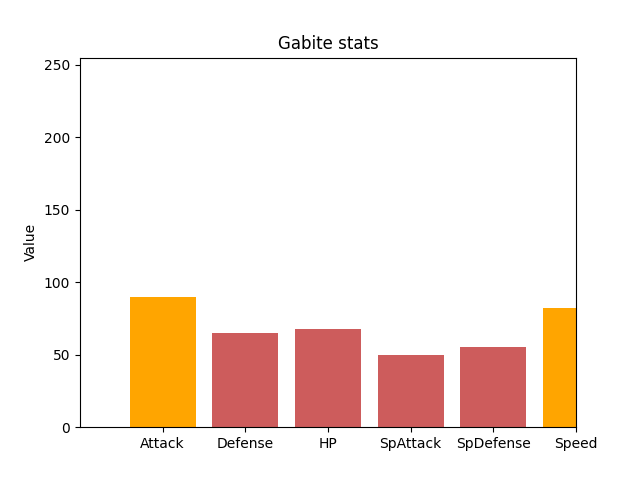 Gabite stats
Value
250
200
150
100
50
0
Attack
Defense
HP
SpAttack
SpDefense
Speed